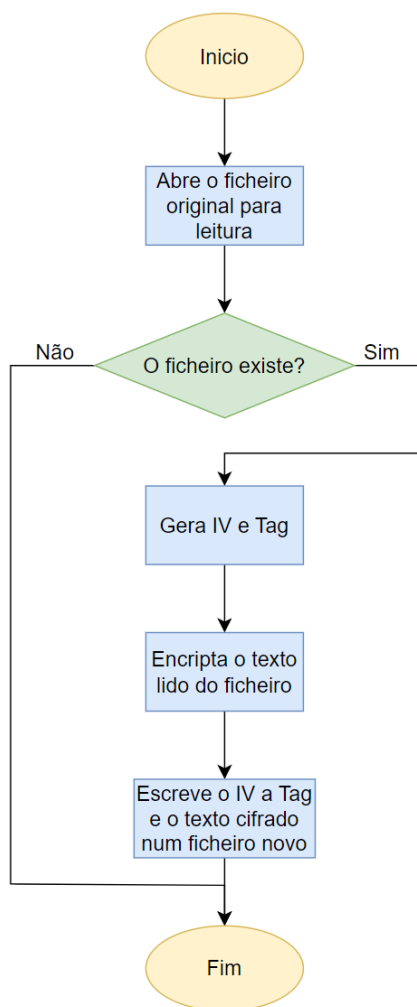 Inicio
Abre o ficheiro
original para
leitura
Não
O ficheiro existe?
Sim
Gera IV e Tag
Encripta o texto
lido do ficheiro
Escreve o IV a Tag
e o texto cifrado
num ficheiro novo
Fim